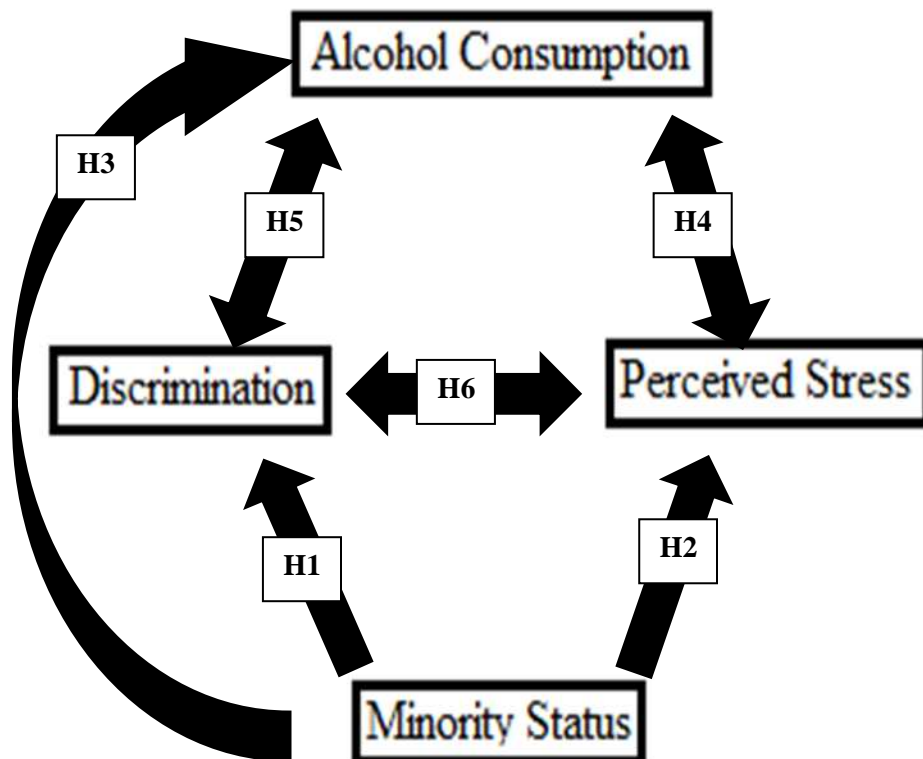 Alcohol Consumption
H3
H5
H4
Discrimination
H6
Perceived Stress
H1
H2
Minority Status